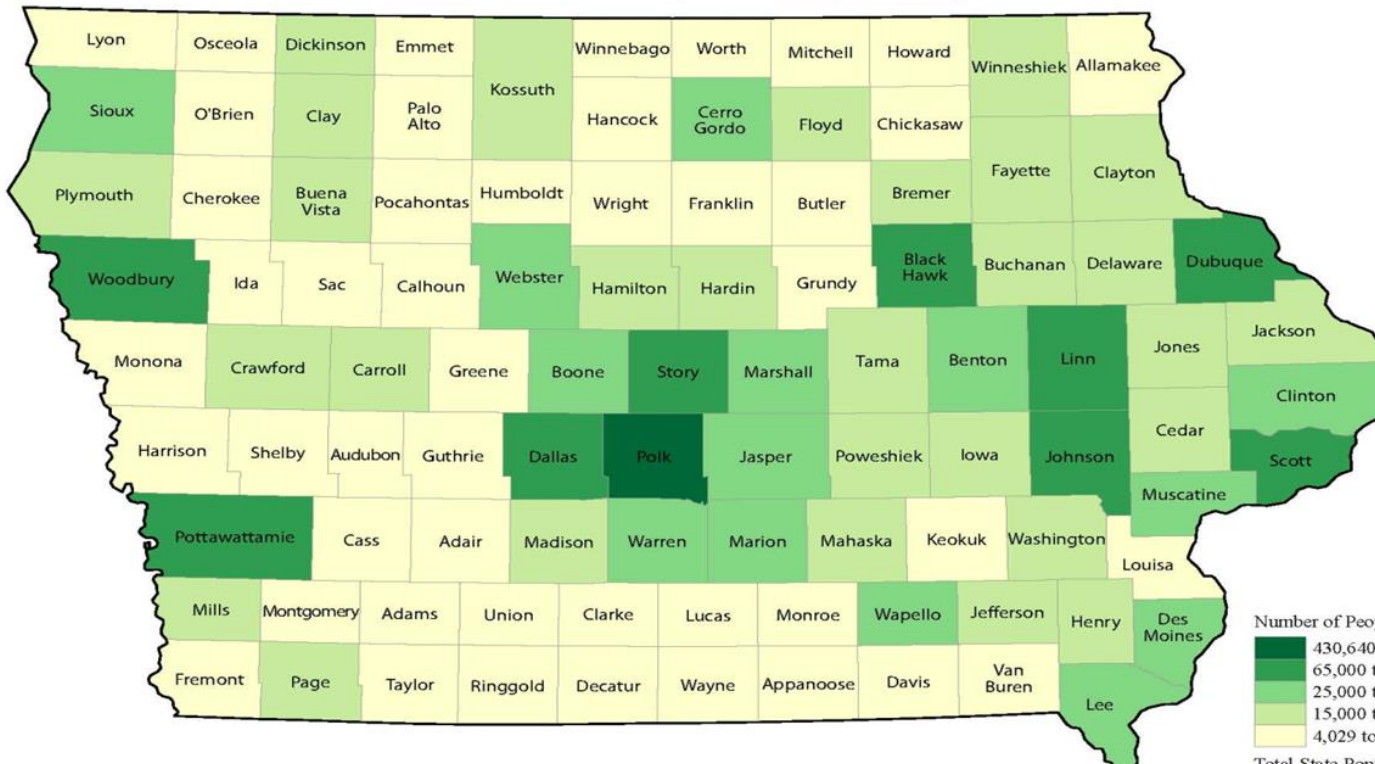 Lyon
Osceola
Dickinson
Emmet
Kossuth
Winnebago
Worth
Mitchell
Howard
Winneshiek
Allamakee
Sioux
O'Brien
Clay
Palo
Alto
Hancock
Cerro
Gordo
Floyd
Chickasaw
Fayette
Clayton
Plymouth
Cherokee
Buena
Vista
Pocahontas
Humboldt
Wright
Franklin
Butler
Bremer
Woodbury
Ida
Sac
Calhoun
Webster
Hamilton
Hardin
Grundy
Black
Hawk
Buchanan
Delaware
Dubuque
Monona
Crawford
Carroll
Greene
Boone
Story
Marshall
Tama
Benton
Linn
Jones
Jackson
Clinton
Harrison
Shelby
Audubon
Guthrie
Dallas
Polk
Jasper
Poweshiek
Iowa
Johnson
Cedar
Scott
Muscatine
Pottawattamie
Cass
Adair
Madison
Warren
Marion
Mahaska
Keokuk
Washington
Louisa
Mills
Montgomery
Adams
Union
Clarke
Lucas
Monroe
Wapello
Jefferson
Henry
Des
Moines
Fremont
Page
Taylor
Ringgold
Decatur
Wayne
Appanoose
Davis
Van
Buren
Lee
Number of
430,640
65,000
25,000
15,000
4,029 to
Total State